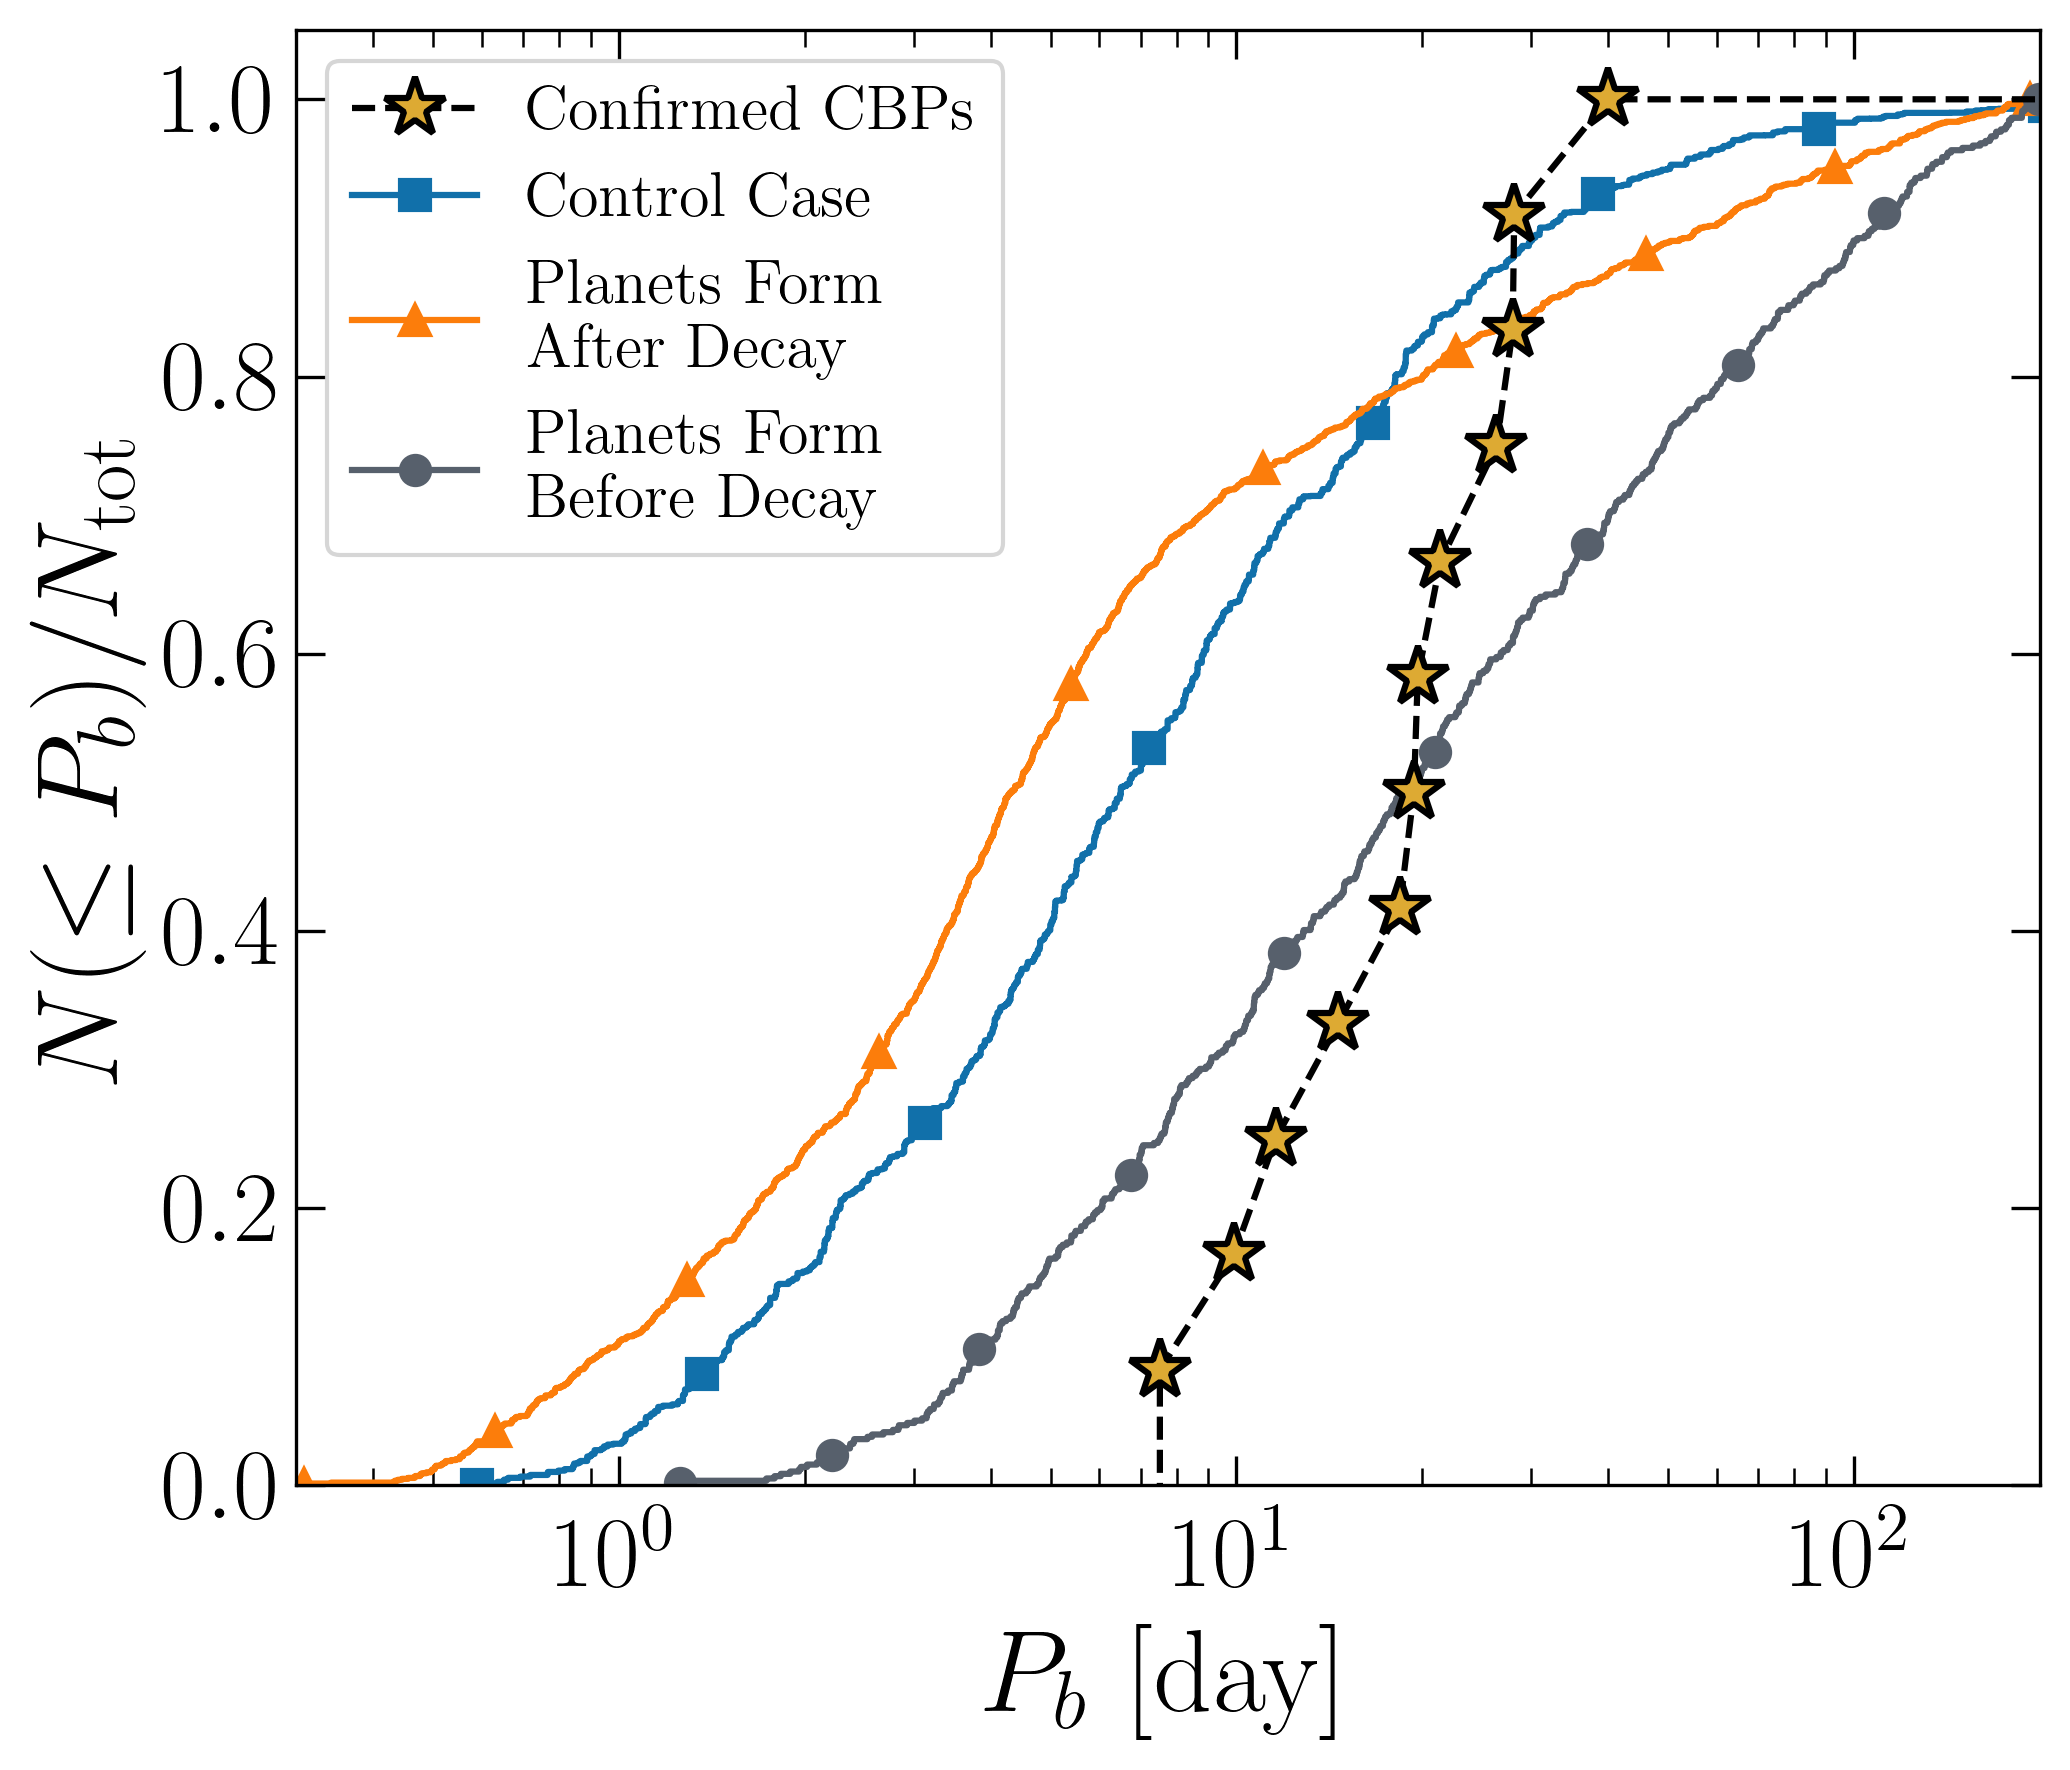 Confirmed CBPs
Control Case
Planets Form
After Decay
Planets Form
Before Decay
1.0
0.8
0.6
0.4
0.2
0.0
N(≤ P_b)/N_tot
10^0 10^1 10^2
P_b [day]